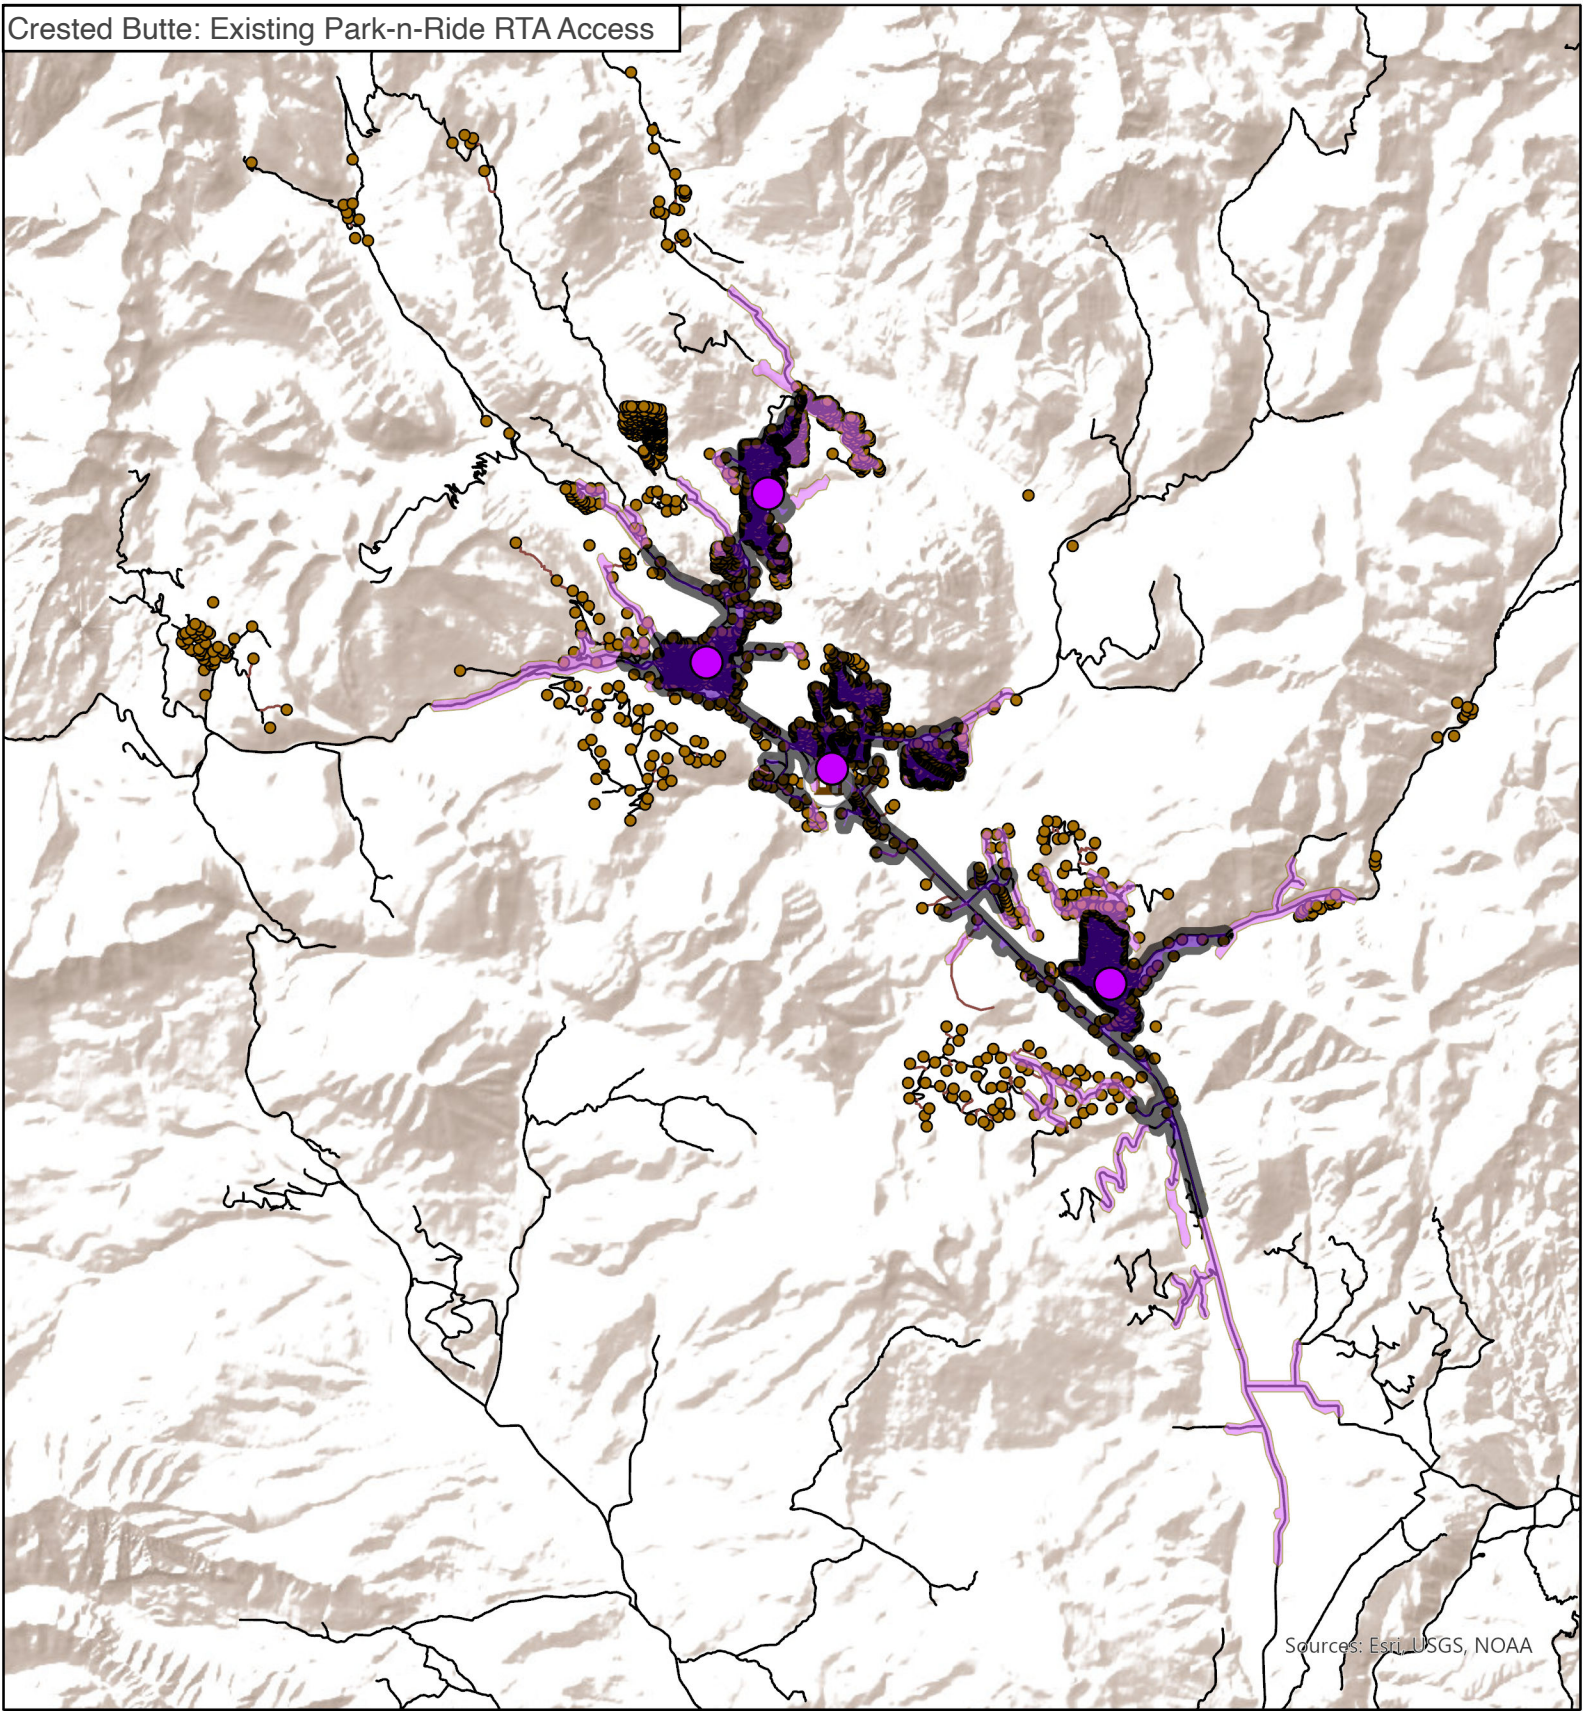 Crested Butte: Existing Park-n-Ride RTA Access
Sources: Esri, USGS, NOAA